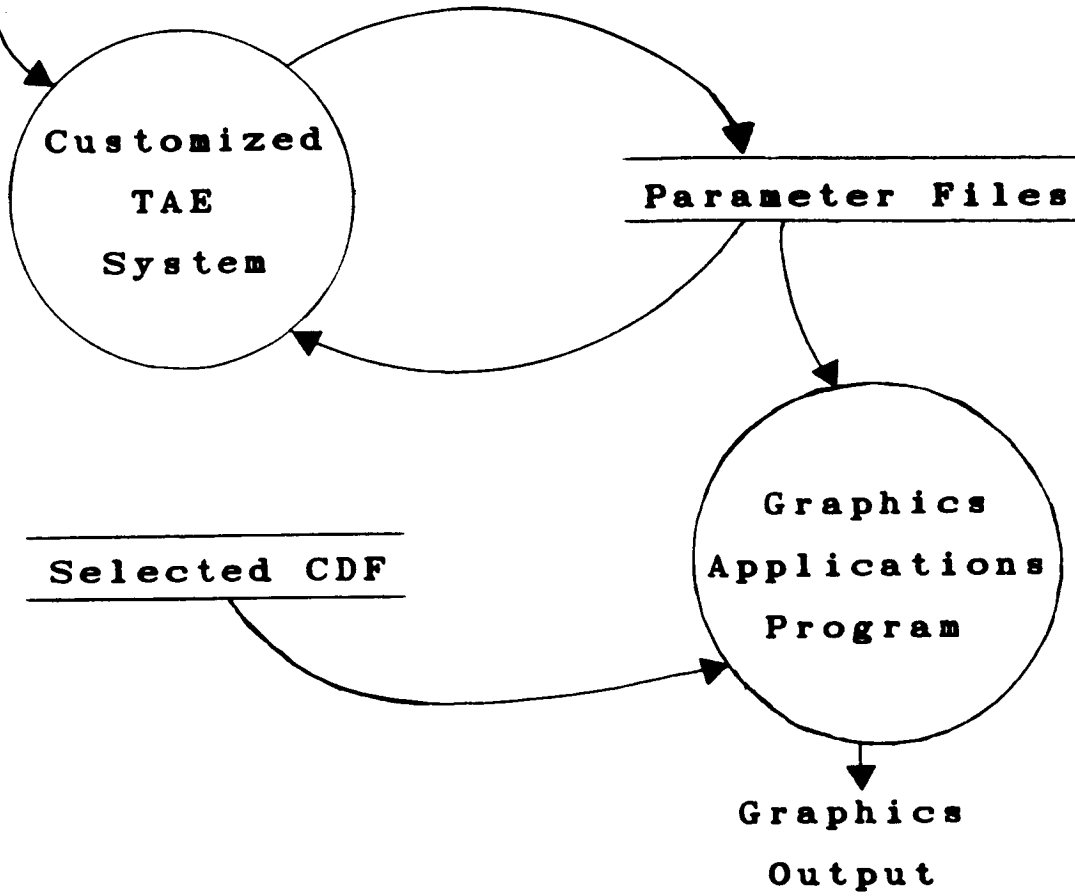 Customized
TAE
System
Parameter Files
Selected CDF
Graphics
Applications
Program
Graphics
Output